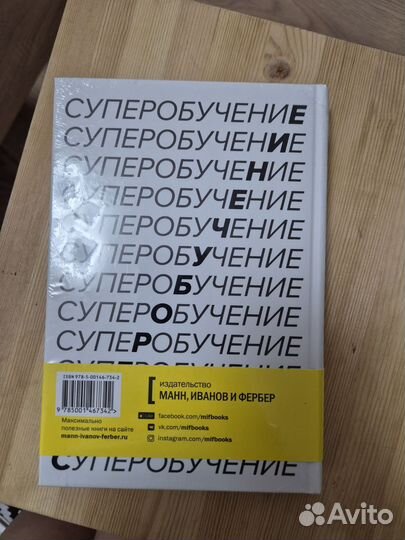 СУПЕРОБУЧЕНИЕ
СУПЕРОБУЧЕНИЕ
СУПЕРОБУЧЕНИЕ
СУПЕРОБУЧЕНИЕ
СУПЕРОБУЧЕНИЕ
СУПЕРОБУЧЕНИЕ
СУПЕРОБУЧЕНИЕ
СУПЕРОБУЧЕНИЕ
СУПЕРОБУЧЕНИЕ
ISBN 978-5-00146-734-2
9 785001 467342 >
Максимально
полезные книги на сайте
mann-ivanov-ferber.ru
издательство
МАНН, ИВАНОВ И ФЕРБЕР
facebook.com/mifbooks
vk.com/mifbooks
instagram.com/mifbooks
СУПЕРОБУЧЕНИЕ
Avito